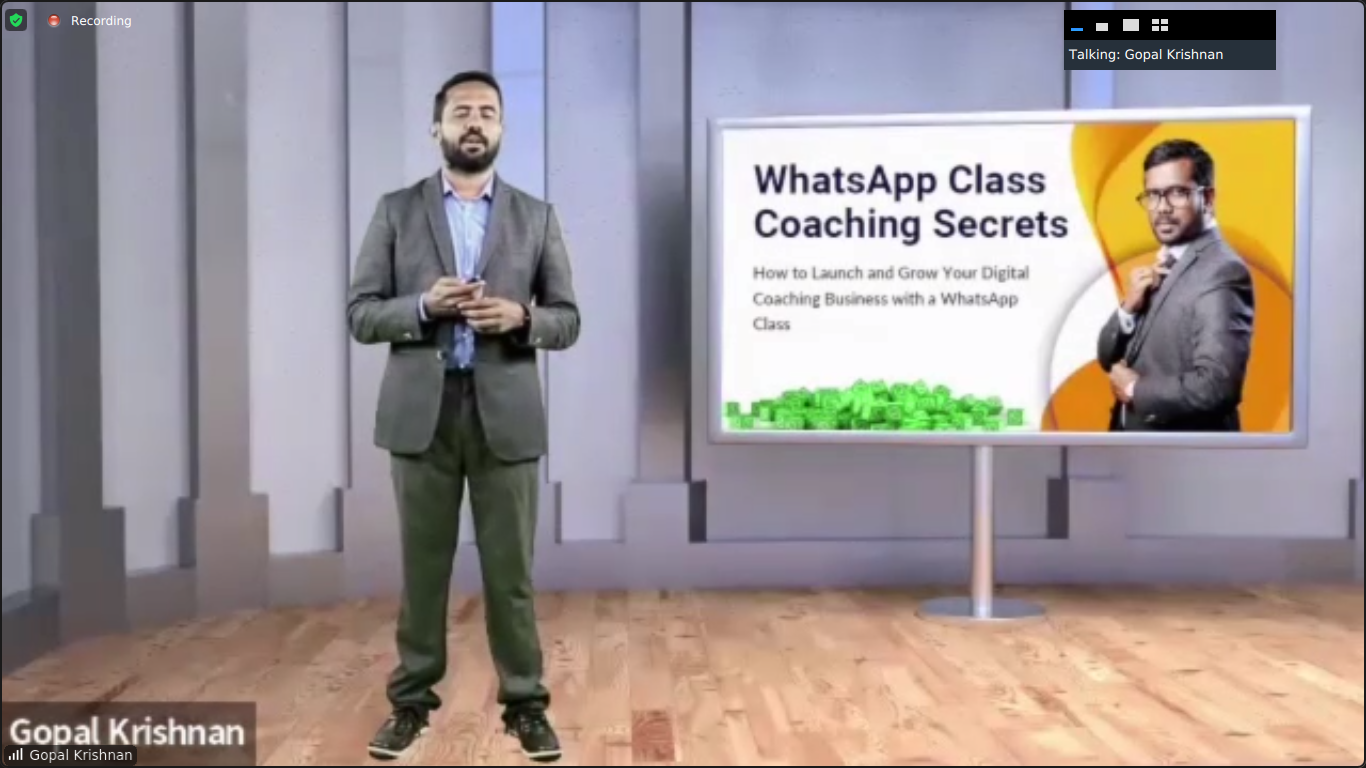 Recording
Talking: Gopal Krishnan
WhatsApp Class
Coaching Secrets
How to Launch and Grow Your Digital
Coaching Business with a WhatsApp
Class
Gopal Krishnan
Gopal Krishnan